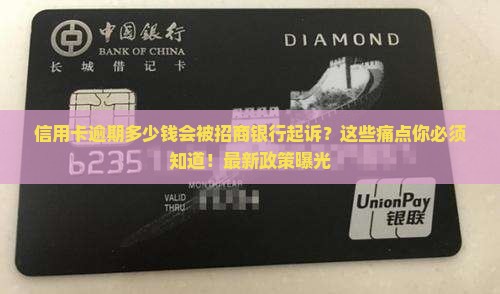 中国银行
BANK OF CHINA
DIAMOND
长城借记卡
信用卡逾期多少钱会被招商银行起诉？这些痛点你必须
知道！最新政策曝光
6235
MONTH/YEAR
VALID
THRU
UnionPay
银联